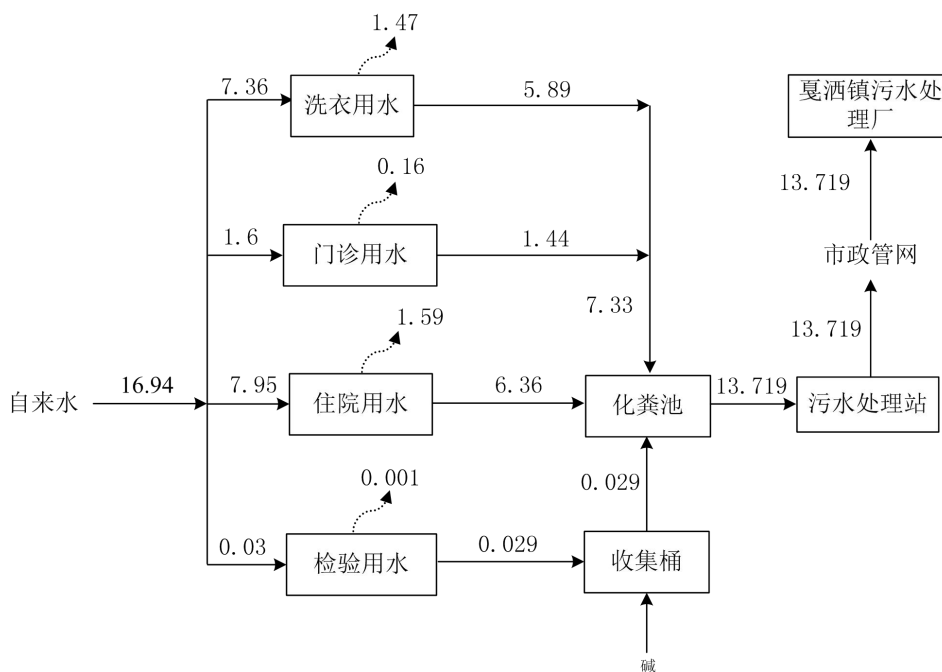 1.47
7.36
洗衣用水
5.89
戛洒镇污水处
理厂
0.16
13.719
1.6
门诊用水
1.44
市政管网
7.33
1.59
13.719
自来水
16.94
7.95
住院用水
6.36
化粪池
13.719
污水处理站
0.001
0.029
0.03
检验用水
0.029
收集桶
碱